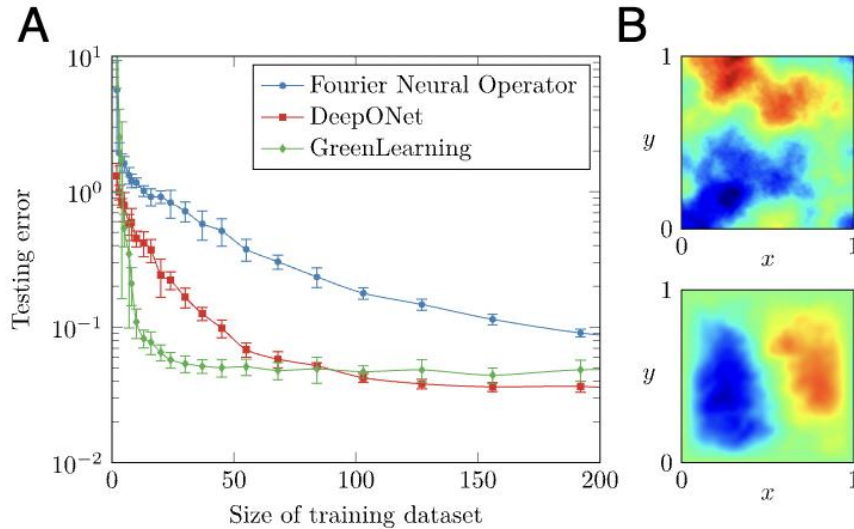 A
B
10^1
10^0
10^−1
10^−2
Testing error
Fourier Neural Operator
DeepONet
GreenLearning
0 50 100 150 200
Size of training dataset
1
y
0
0 1
x
1
y
0
0 1
x